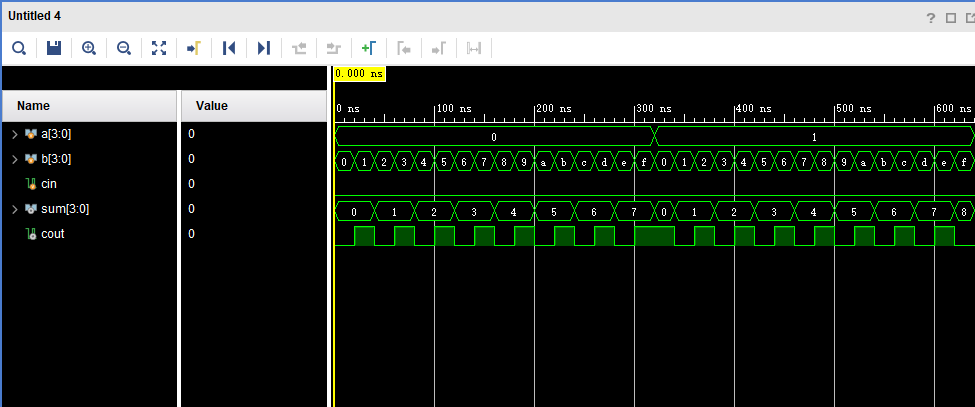 Untitled 4
0.000 ns
Name Value
0 ns 100 ns 200 ns 300 ns 400 ns 500 ns 600 ns
a[3:0] 0 0 1
b[3:0] 0 0 1 2 3 4 5 6 7 8 9 a b c d e f 0 1 2 3 4 5 6 7 8 9 a b c d e f
cin 0
sum[3:0] 0 0 1 2 3 4 5 6 7 0 1 2 3 4 5 6 7 8
cout 0